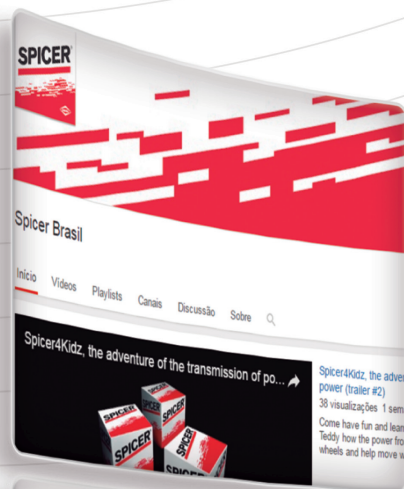 SPICER
Spicer Brasil
Início Vídeos Playlists Canais Discussão Sobre
Spicer4Kidz, the adventure of the transmission of po...
Spicer4Kidz, the adver
power (trailer #2)
38 visualizações 1 sem
Come have fun and learn
Teddy how the power fro
wheels and help move w
SPICER
SPICER
SPICER
SPICER